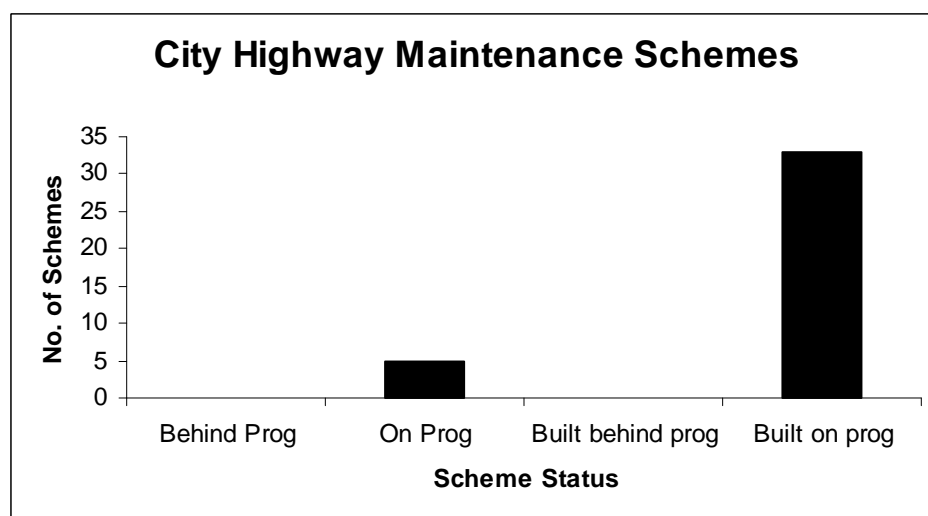 City Highway Maintenance Schemes
35
30
25
20
15
10
5
0
No. of Schemes
Behind Prog
On Prog
Built behind prog
Built on prog
Scheme Status